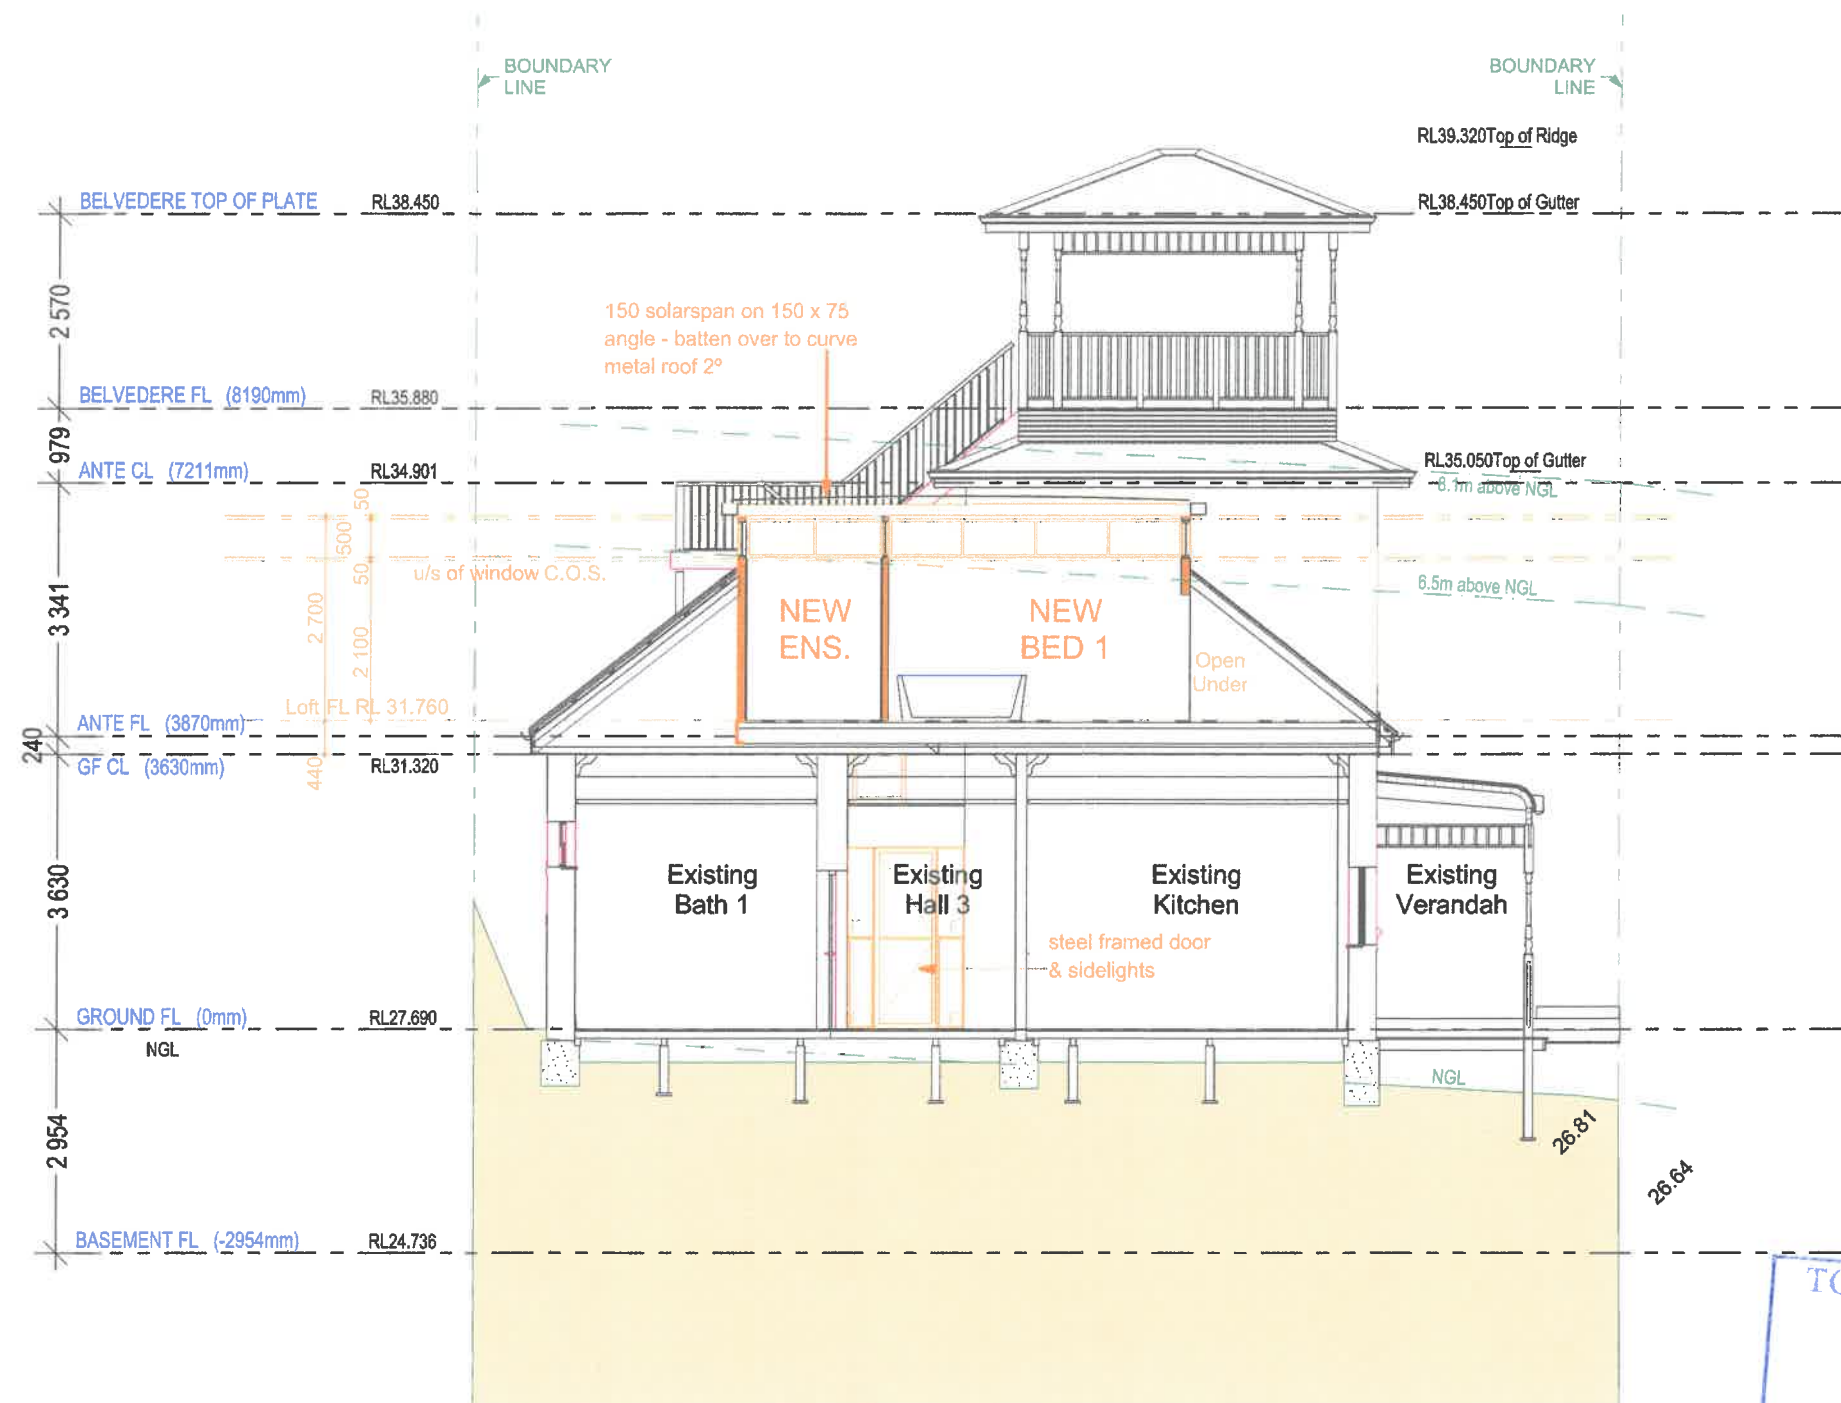 BOUNDARY
LINE
BOUNDARY
LINE
RL39.320Top of Ridge
BELVEDERE TOP OF PLATE
RL38.450
RL38.450Top of Gutter
2 570
150 solarspan on 150 x 75
angle - batten over to curve
metal roof 2º
BELVEDERE FL (8190mm)
RL35.880
979
ANTE CL (7211mm)
RL34.901
RL35.050Top of Gutter
8.1m above NGL
50
500
50
u/s of window C.O.S.
6.5m above NGL
3 341
2 700
2 100
NEW
ENS.
NEW
BED 1
Open
Under
Loft FL RL 31.760
ANTE FL (3870mm)
240
GF CL (3630mm)
RL31.320
440
3 630
Existing
Bath 1
Existing
Hall 3
Existing
Kitchen
Existing
Verandah
steel framed door
& sidelights
GROUND FL (0mm)
RL27.690
NGL
NGL
2 954
26.81
26.64
BASEMENT FL (-2954mm)
RL24.736